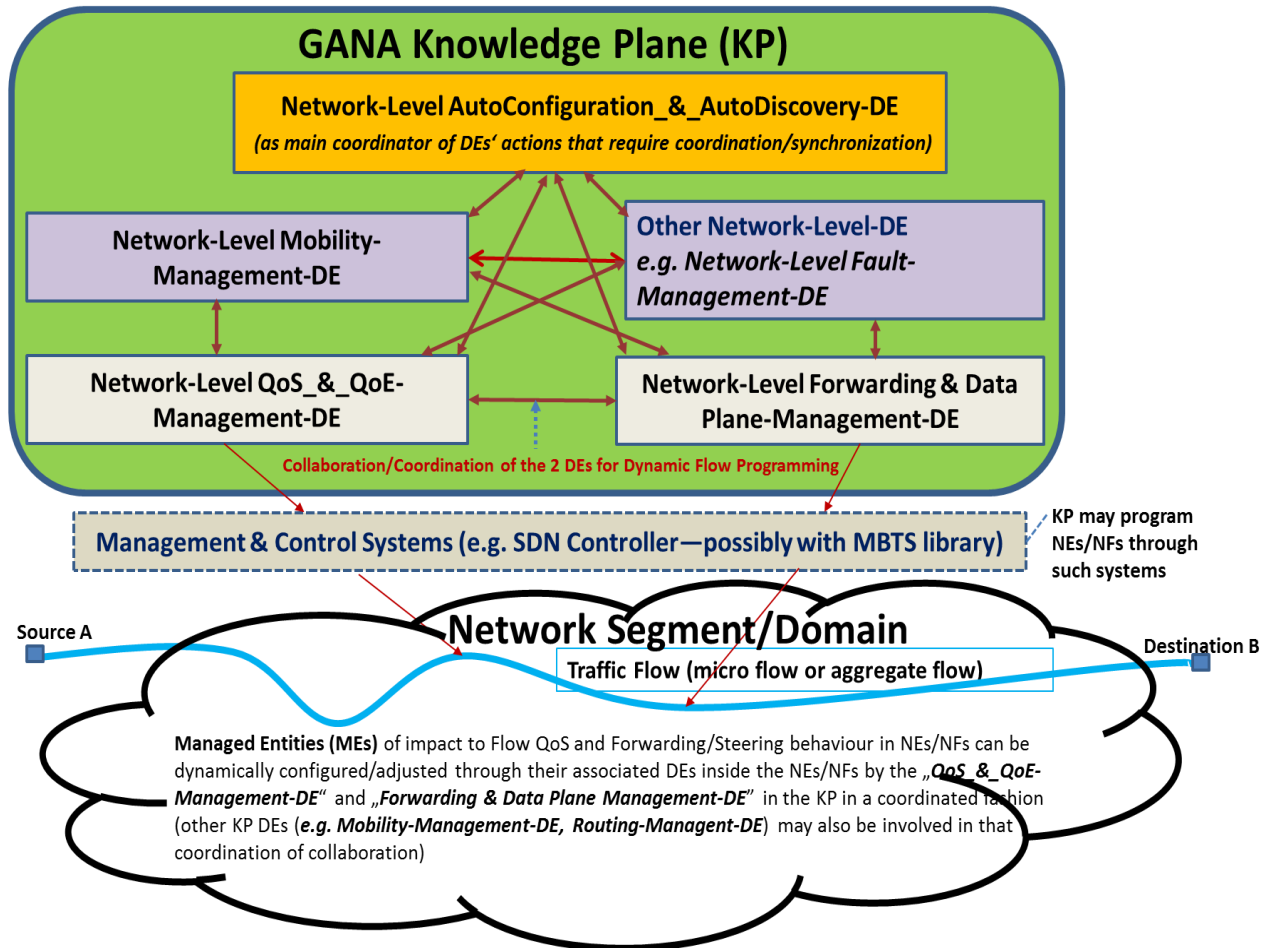 GANA Knowledge Plane (KP)
Network-Level AutoConfiguration_&_AutoDiscovery-DE
(as main coordinator of DEs‘ actions that require coordination/synchronization)
Network-Level Mobility-
Management-DE
Other Network-Level-DE
e.g. Network-Level Fault-
Management-DE
Network-Level QoS_&_QoE-
Management-DE
Network-Level Forwarding & Data
Plane-Management-DE
Collaboration/Coordination of the 2 DEs for Dynamic Flow Programming
Management & Control Systems (e.g. SDN Controller—possibly with MBTS library)
KP may program
NEs/NFs through
such systems
Source A
Network Segment/Domain
Destination B
Traffic Flow (micro flow or aggregate flow)
Managed Entities (MEs) of impact to Flow QoS and Forwarding/Steering behaviour in NEs/NFs can be
dynamically configured/adjusted through their associated DEs inside the NEs/NFs by the „QoS_&_QoE-
Management-DE“ and „Forwarding & Data Plane Management-DE” in the KP in a coordinated fashion
(other KP DEs (e.g. Mobility-Management-DE, Routing-Managent-DE) may also be involved in that
coordination of collaboration)